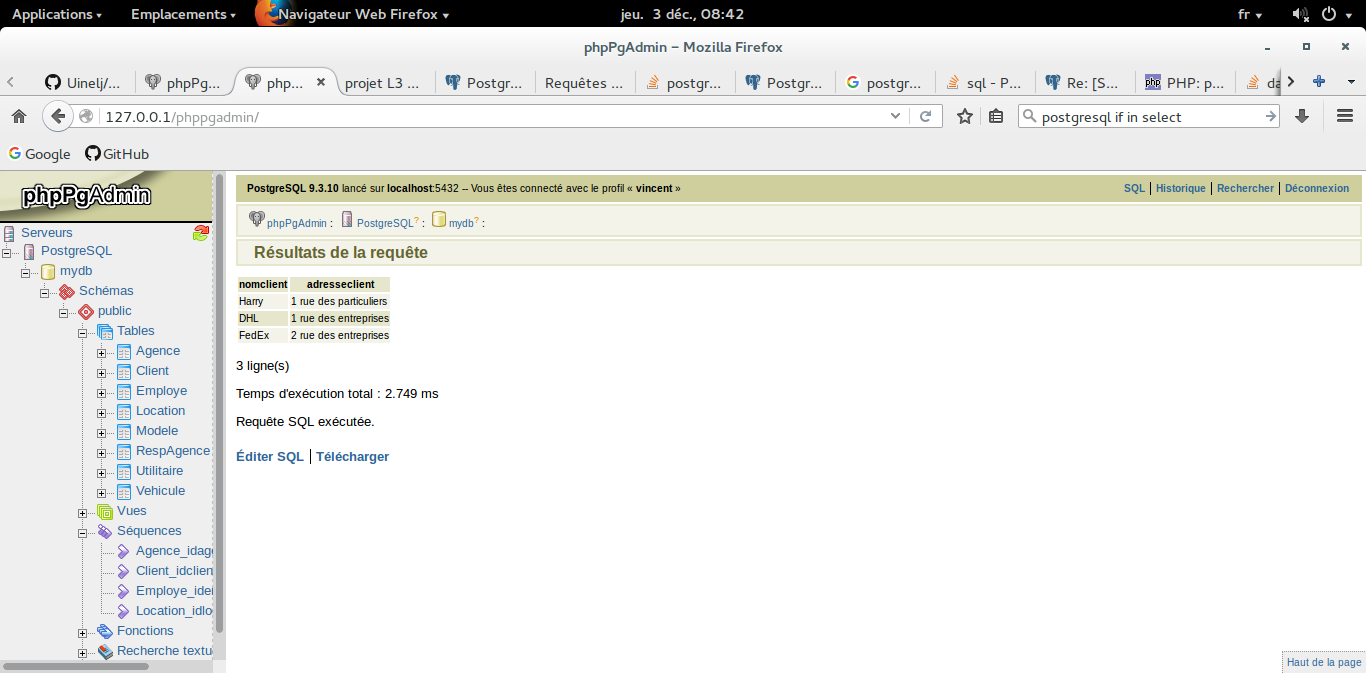 Applications Emplacements Navigateur Web Firefox jeu. 3 déc., 08:42 fr
phpPgAdmin – Mozilla Firefox
Uinelj/... phpPg... php... projet L3 ... Postgr... Requêtes ... postgr... Postgr... postgr... sql - P... Re: [S... PHP: p... da
127.0.0.1/phppgadmin/ postgresql if in select
Google GitHub
phpPgAdmin
Serveurs
PostgreSQL
mydb
Schémas
public
Tables
Agence
Client
Employe
Location
Modele
RespAgence
Utilitaire
Vehicule
Vues
Séquences
Agence_idag
Client_idclien
Employe_ide
Location_idlo
Fonctions
Recherche textu
PostgreSQL 9.3.10 lancé sur localhost:5432 -- Vous êtes connecté avec le profil « vincent »
SQL | Historique | Rechercher | Déconnexion
phpPgAdmin : PostgreSQL? : mydb? :
Résultats de la requête
nomclient adresseclient
Harry 1 rue des particuliers
DHL 1 rue des entreprises
FedEx 2 rue des entreprises
3 ligne(s)
Temps d'exécution total : 2.749 ms
Requête SQL exécutée.
Éditer SQL | Télécharger
Haut de la page